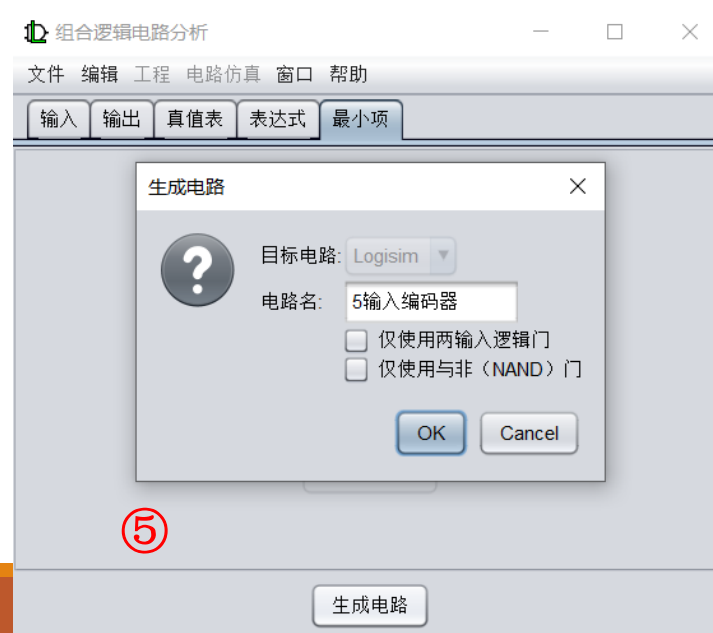 组合逻辑电路分析
文件 编辑 工程 电路仿真 窗口 帮助
输入 输出 真值表 表达式 最小项
生成电路
目标电路: Logisim
电路名: 5输入编码器
仅使用两输入逻辑门
仅使用与非（NAND）门
OK Cancel
⑤
生成电路